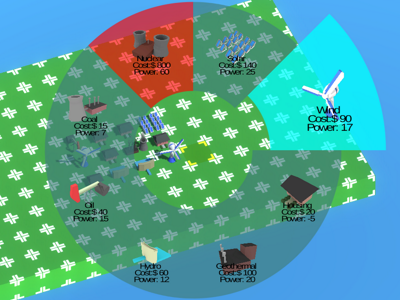 Nuclear
Cost:$ 800
Power: 60
Solar
Cost:$ 140
Power: 25
Wind
Cost:$ 90
Power: 17
Coal
Cost:$ 15
Power: 7
Oil
Cost:$ 40
Power: 15
Housing
Cost:$ 20
Power: -5
Hydro
Cost:$ 60
Power: 12
Geothermal
Cost:$ 100
Power: 20